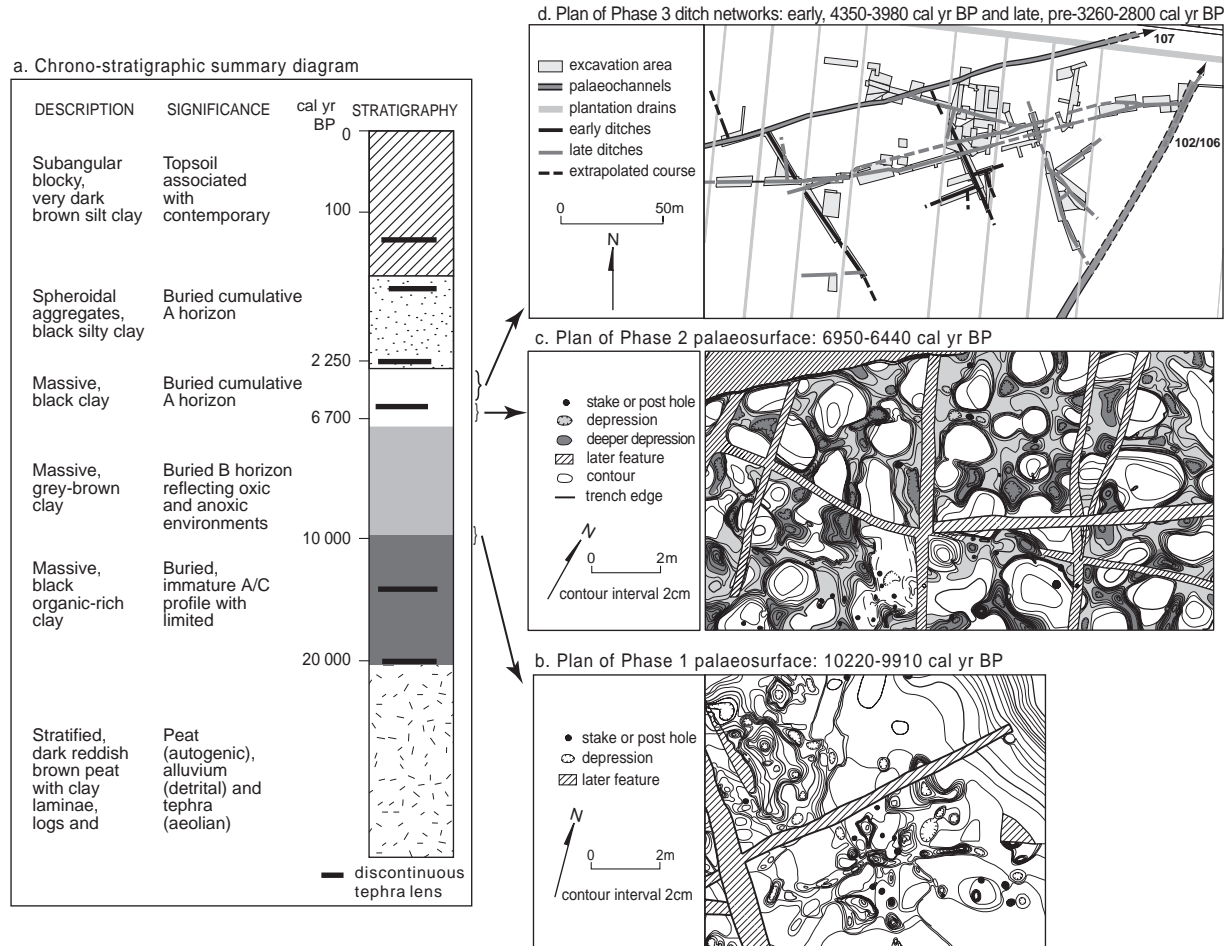 a. Chrono-stratigraphic summary diagram
DESCRIPTION
SIGNIFICANCE
cal yr
BP
STRATIGRAPHY
0
Subangular
blocky,
very dark
brown silt clay
Topsoil
associated
with
contemporary
100
Spheroidal
aggregates,
black silty clay
Buried cumulative
A horizon
2 250
Massive,
black clay
Buried cumulative
A horizon
6 700
Massive,
grey-brown
clay
Buried B horizon
reflecting oxic
and anoxic
environments
10 000
Massive,
black
organic-rich
clay
Buried,
immature A/C
profile with
limited
20 000
Stratified,
dark reddish
brown peat
with clay
laminae,
logs and
Peat
(autogenic),
alluvium
(detrital) and
tephra
(aeolian)
discontinuous
tephra lens
d. Plan of Phase 3 ditch networks: early, 4350-3980 cal yr BP and late, pre-3260-2800 cal yr BP
excavation area
palaeochannels
plantation drains
early ditches
late ditches
extrapolated course
0 50m
N
107
102/106
c. Plan of Phase 2 palaeosurface: 6950-6440 cal yr BP
stake or post hole
depression
deeper depression
later feature
contour
trench edge
N
0 2m
contour interval 2cm
b. Plan of Phase 1 palaeosurface: 10220-9910 cal yr BP
stake or post hole
depression
later feature
N
0 2m
contour interval 2cm